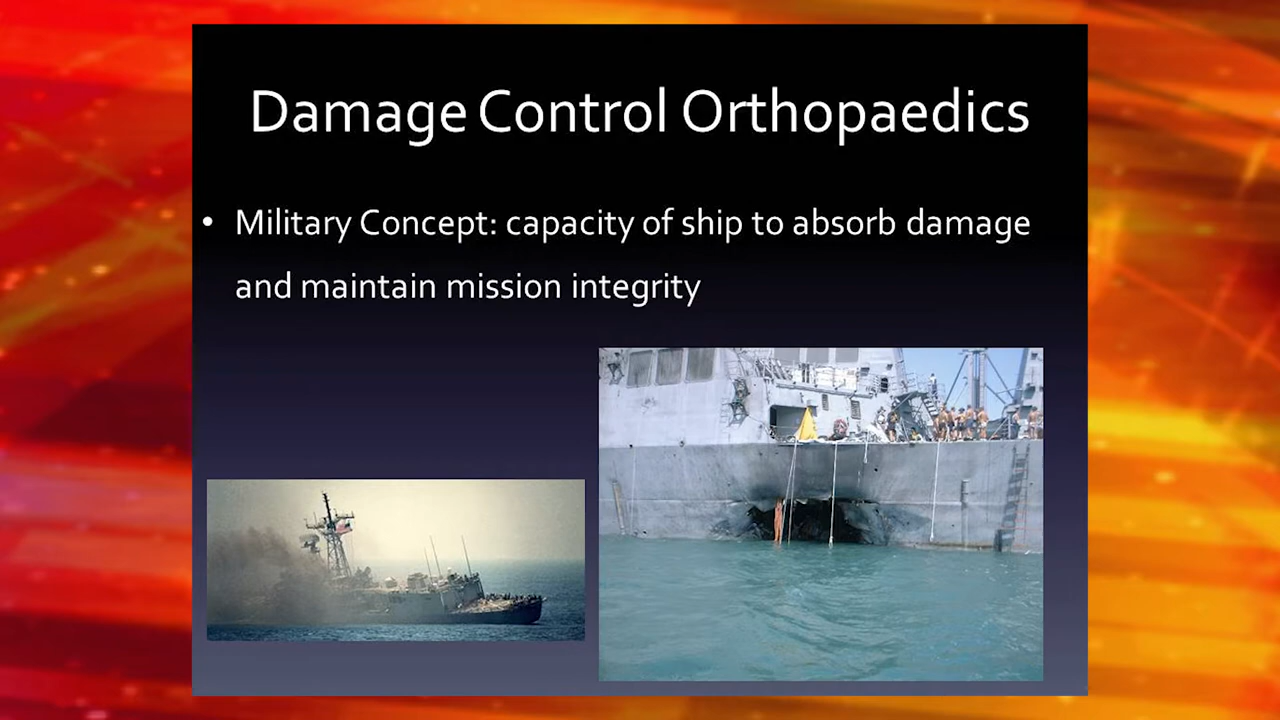 Damage Control Orthopaedics
• Military Concept: capacity of ship to absorb damage
and maintain mission integrity